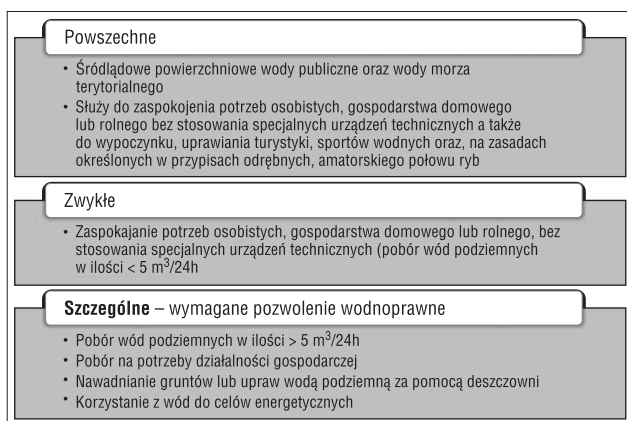 Powszechne
• Śródlądowe powierzchniowe wody publiczne oraz wody morza
terytorialnego
• Służy do zaspokojenia potrzeb osobistych, gospodarstwa domowego
lub rolnego bez stosowania specjalnych urządzeń technicznych a także
do wypoczynku, uprawiania turystyki, sportów wodnych oraz, na zasadach
określonych w przypisach odrębnych, amatorskiego połowu ryb
Zwykłe
• Zaspokajanie potrzeb osobistych, gospodarstwa domowego lub rolnego, bez
stosowania specjalnych urządzeń technicznych (pobór wód podziemnych
w ilości < 5 m³/24h
Szczególne – wymagane pozwolenie wodnoprawne
• Pobór wód podziemnych w ilości > 5 m³/24h
• Pobór na potrzeby działalności gospodarczej
• Nawadnianie gruntów lub upraw wodą podziemną za pomocą deszczowni
• Korzystanie z wód do celów energetycznych